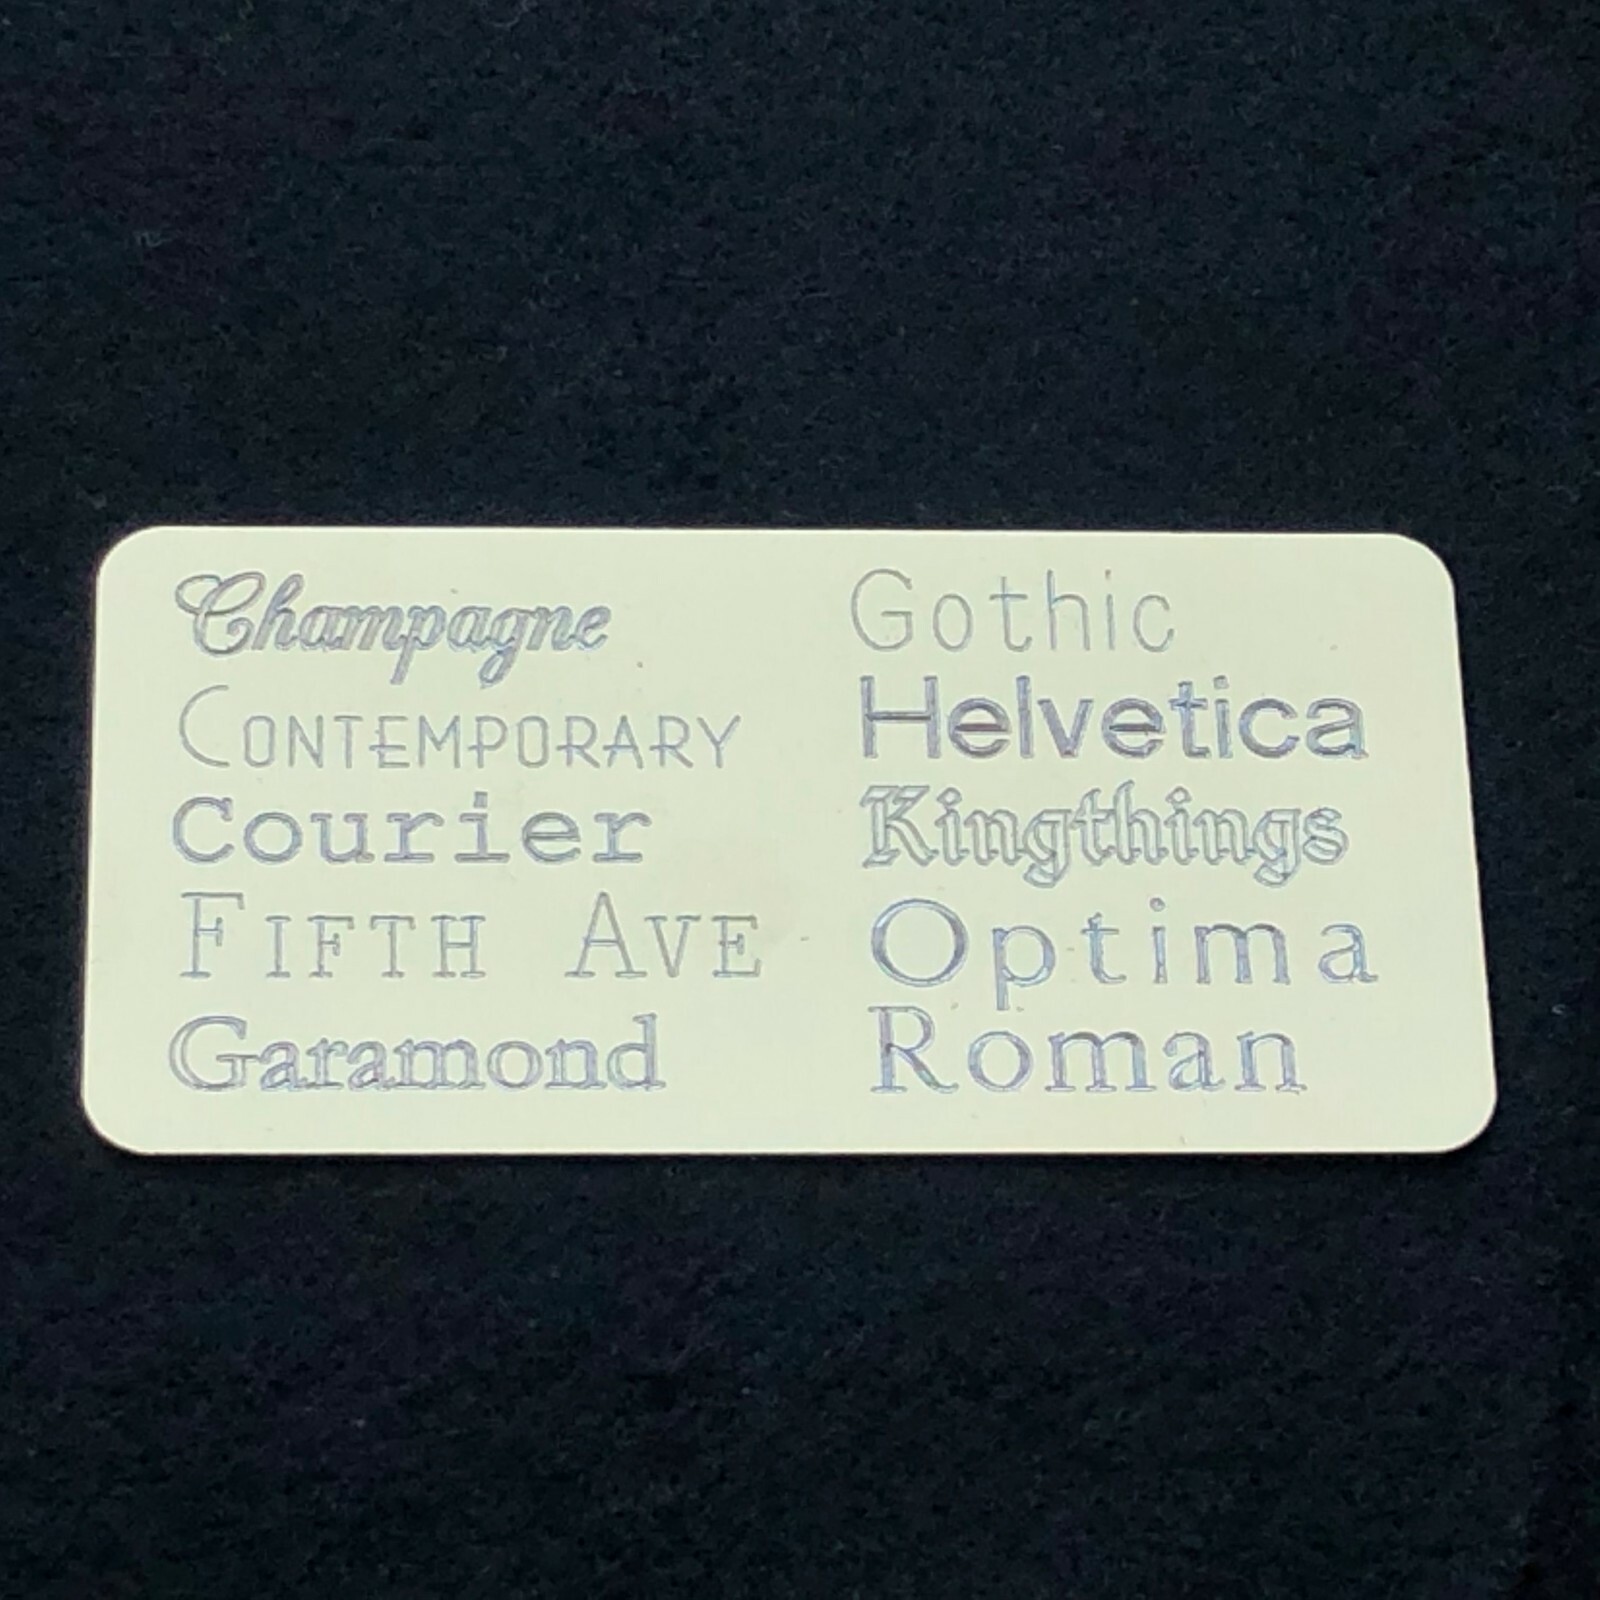 Champagne
CONTEMPORARY
Courier
FIFTH AVE
Garamond
Gothic
Helvetica
Kingthings
Optima
Roman